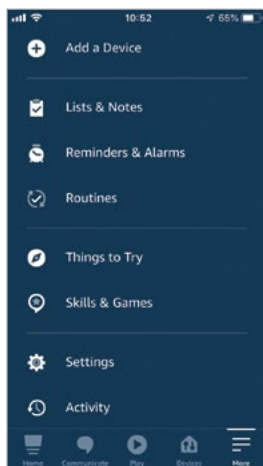 10:52 65%
Add a Device
Lists & Notes
Reminders & Alarms
Routines
Things to Try
Skills & Games
Settings
Activity
Home Communicate Play Devices More